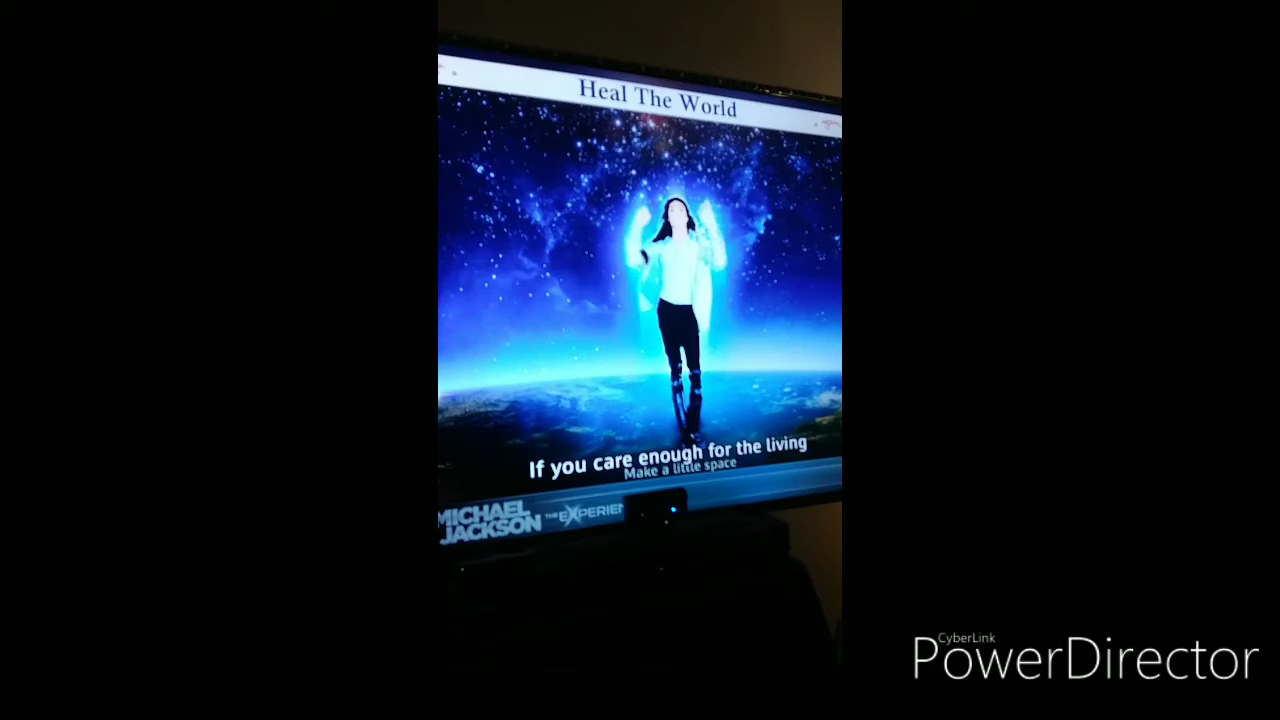 Heal The World
If you care enough for the living
Make a little space
MICHAEL
JACKSON
THE EXPERIEN
CyberLink
PowerDirector